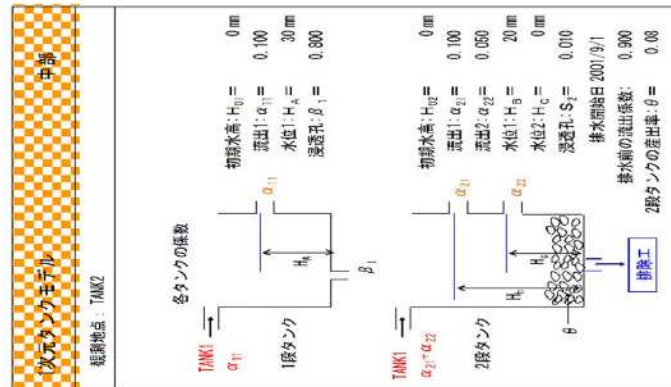 1次元タンクモデル 中部
観測地点: TANK2
各タンクの係数
TANK1
α11
1段タンク
HA
α11
β1
初期水高: H01= 0 mm
流出1: α11= 0.100
水位1: HA= 30 mm
浸透孔: β1= 0.800
TANK1
α21+α22
2段タンク
θ
HB
HC
α21
α22
排除工
初期水高: H02= 0 mm
流出1: α21= 0.100
流出2: α22= 0.050
水位1: HB= 20 mm
水位2: HC= 0 mm
浸透孔: S2= 0.010
排水開始日 2001/9/1
排水前の流出係数: 0.900
2段タンクの産出率: θ= 0.08